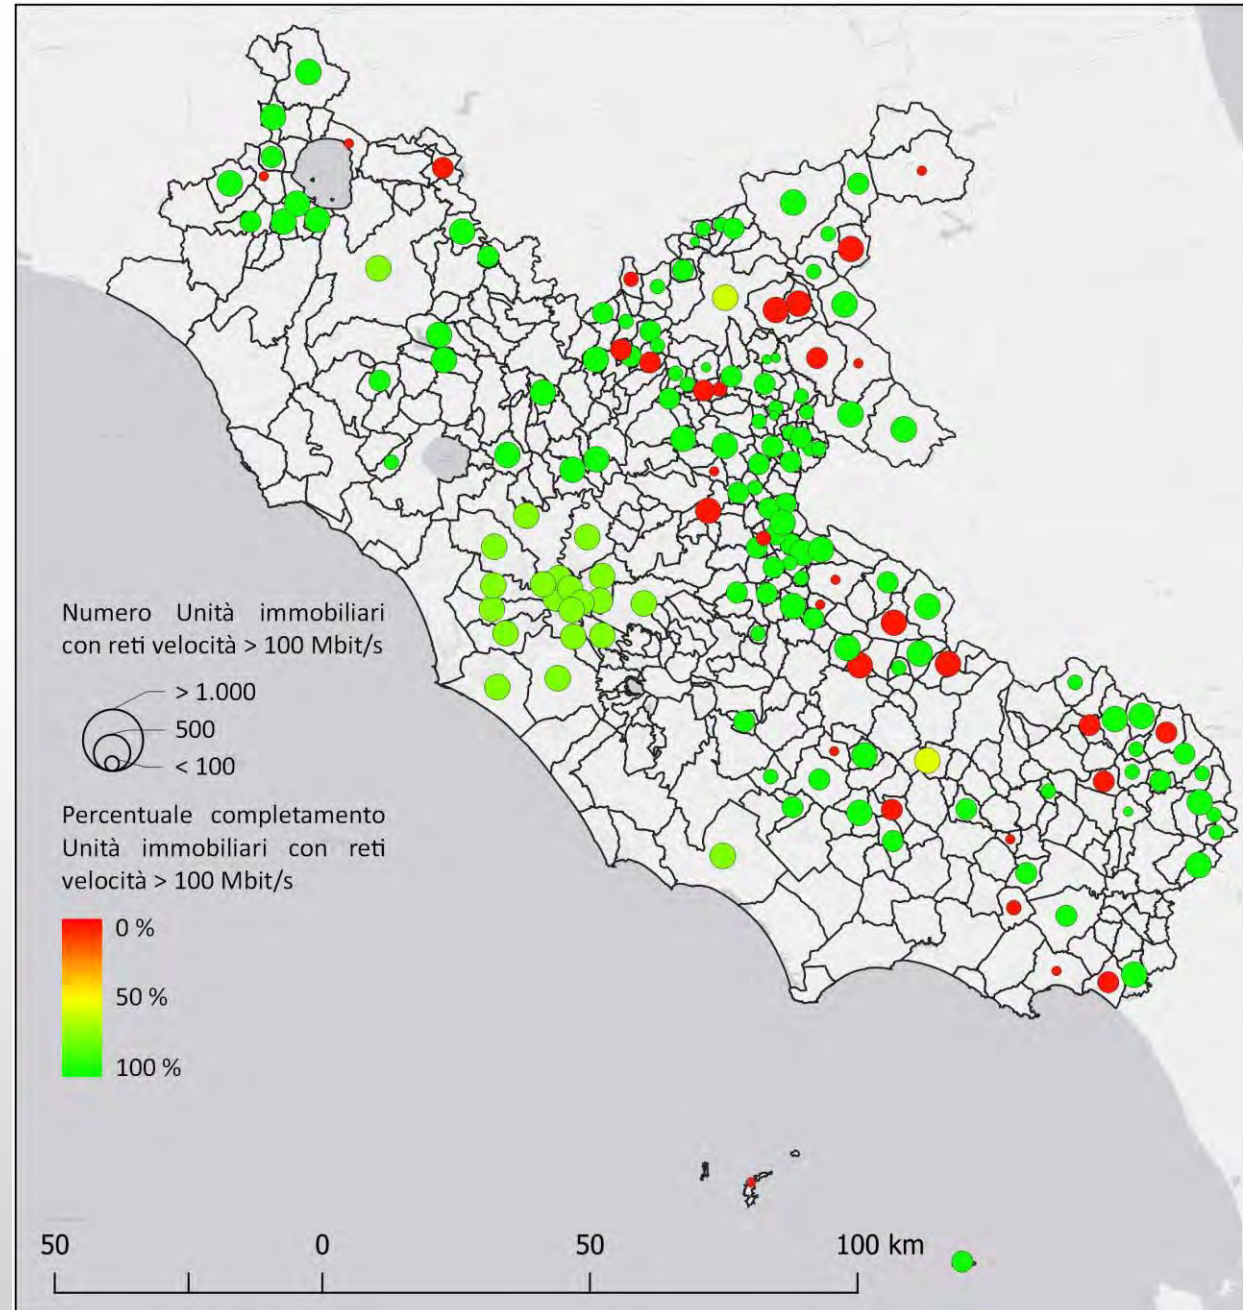 Numero Unità immobiliari
con reti velocità > 100 Mbit/s
> 1.000
500
< 100
Percentuale completamento
Unità immobiliari con reti
velocità > 100 Mbit/s
0 %
50 %
100 %
50 0 50 100 km